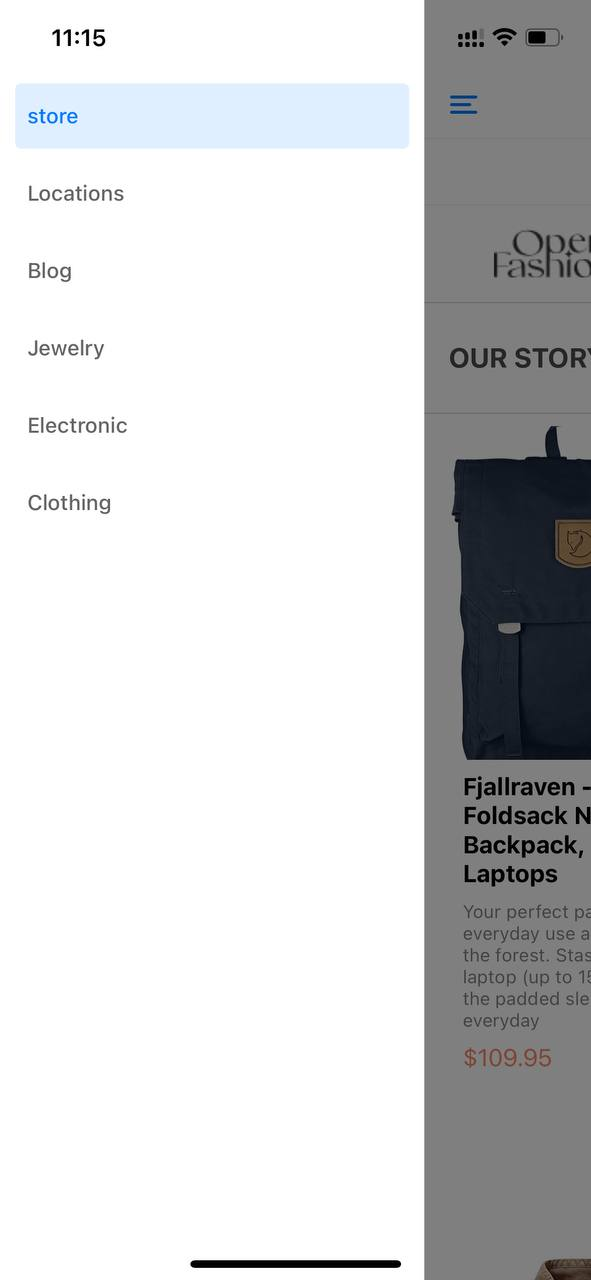 11:15
store
Locations
Blog
Jewelry
Electronic
Clothing
Open
Fashio
OUR STORY
Fjallraven -
Foldsack N
Backpack,
Laptops
Your perfect pa
everyday use a
the forest. Stas
laptop (up to 15
the padded sle
everyday
$109.95